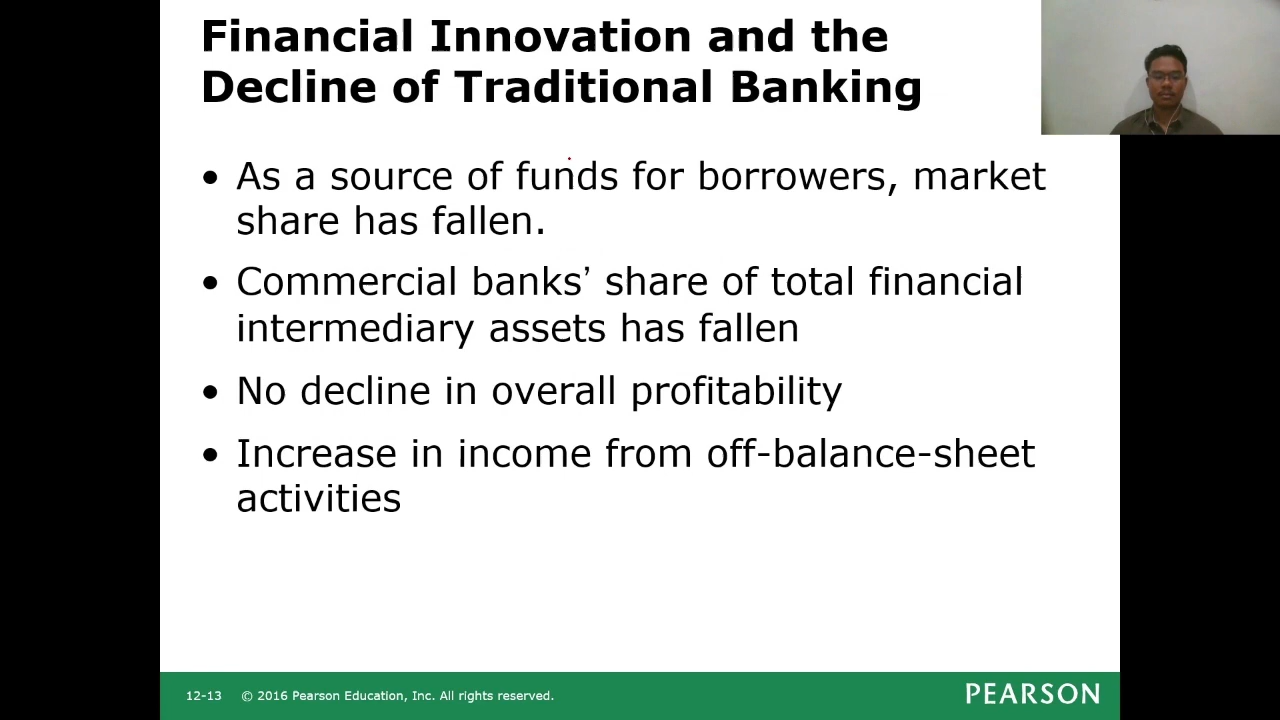 Financial Innovation and the
Decline of Traditional Banking
• As a source of funds for borrowers, market
share has fallen.
• Commercial banks’ share of total financial
intermediary assets has fallen
• No decline in overall profitability
• Increase in income from off-balance-sheet
activities
12-13 © 2016 Pearson Education, Inc. All rights reserved.
PEARSON